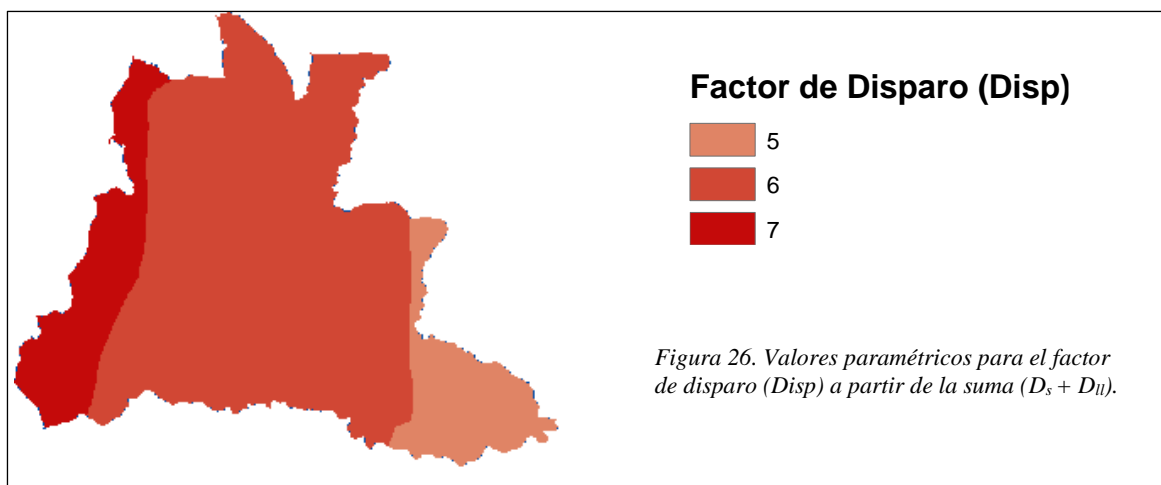 Factor de Disparo (Disp)
5
6
7
Figura 26. Valores paramétricos para el factor
de disparo (Disp) a partir de la suma (Ds + Dll).